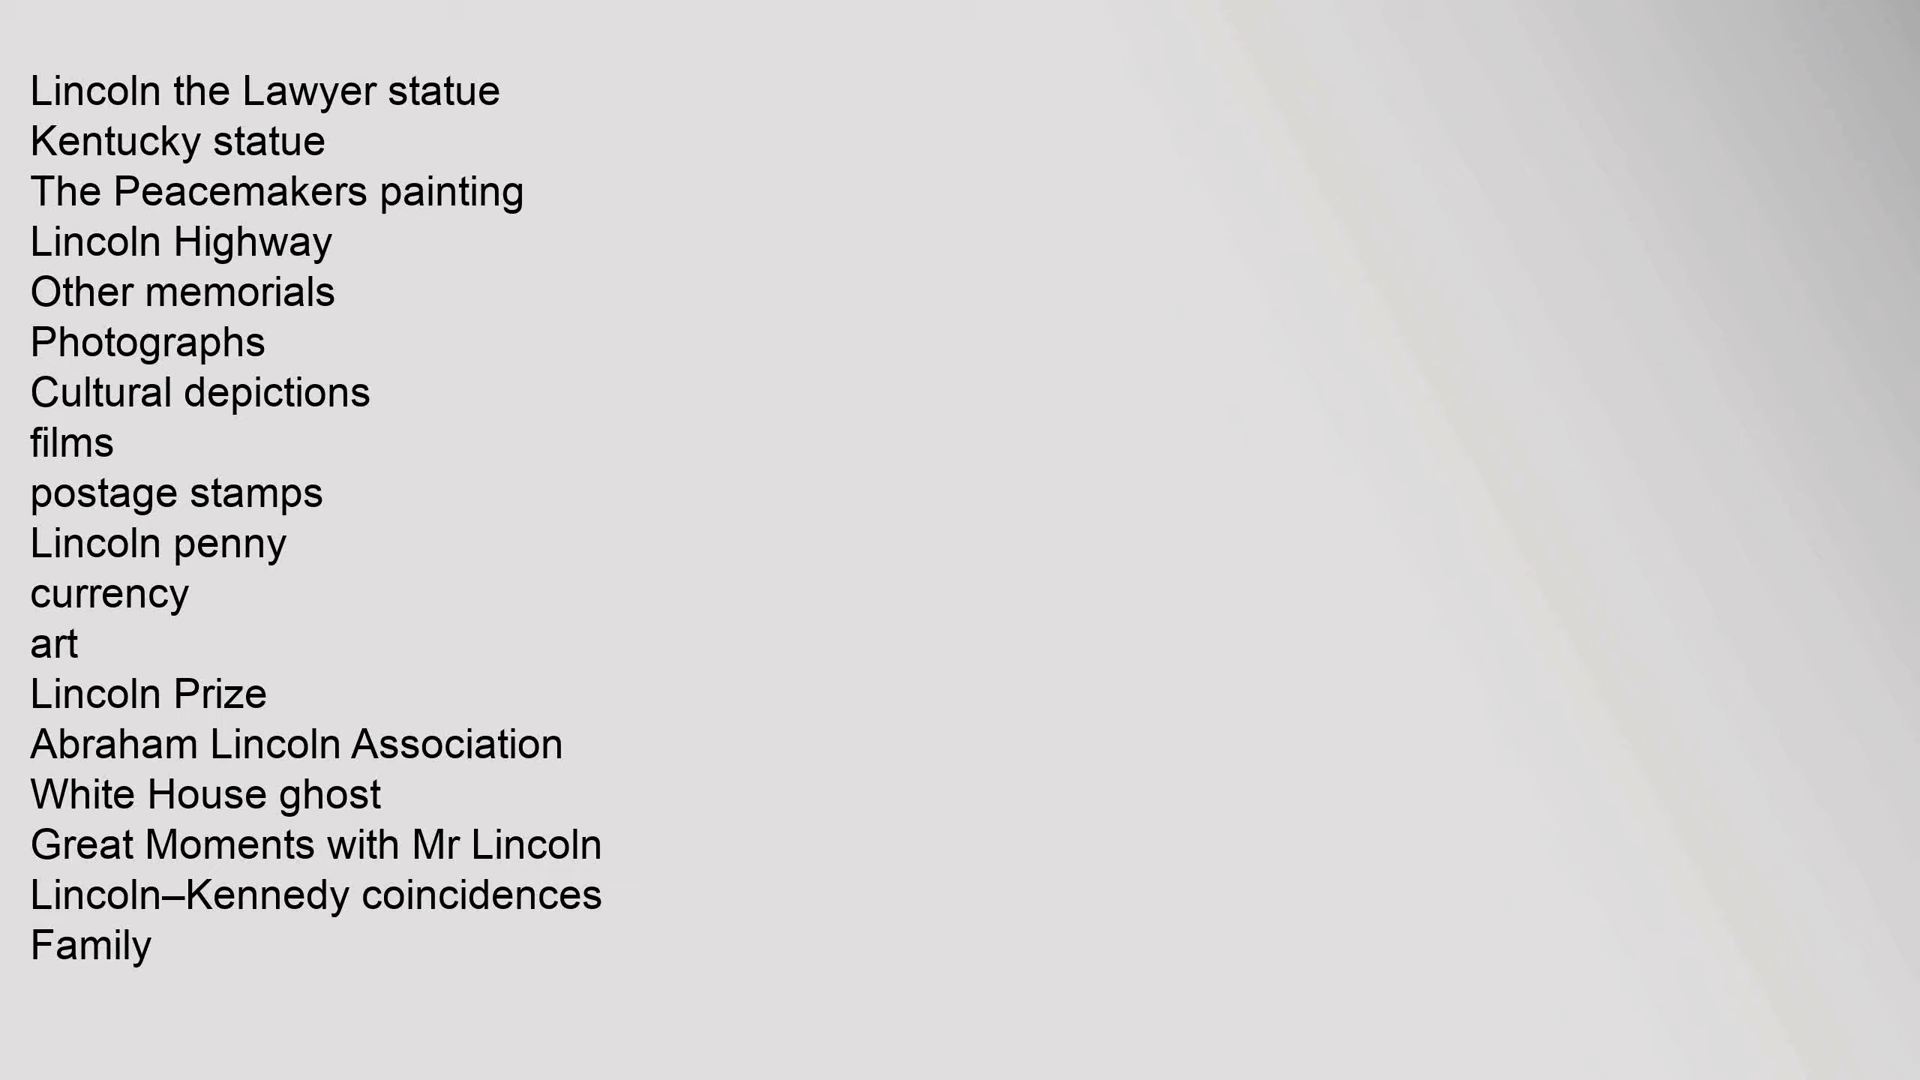 Lincoln the Lawyer statue
Kentucky statue
The Peacemakers painting
Lincoln Highway
Other memorials
Photographs
Cultural depictions
films
postage stamps
Lincoln penny
currency
art
Lincoln Prize
Abraham Lincoln Association
White House ghost
Great Moments with Mr Lincoln
Lincoln–Kennedy coincidences
Family